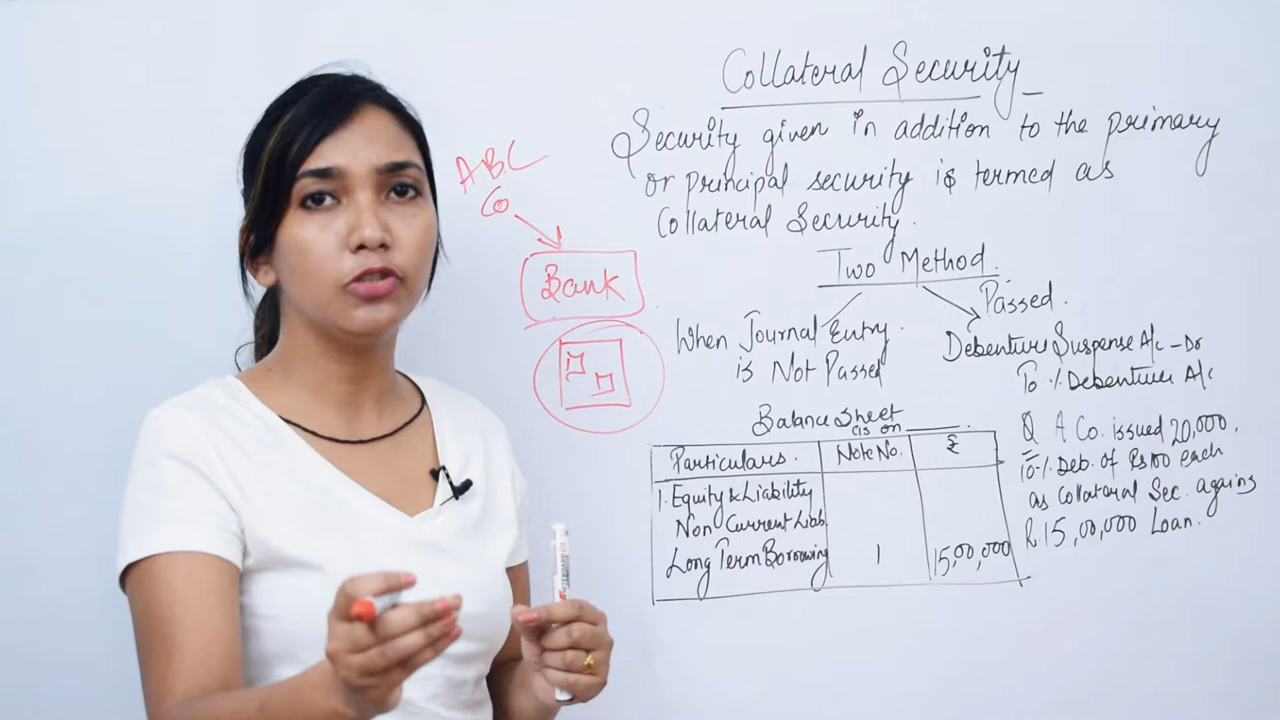 Collateral Security
Security given in addition to the primary
or principal security is termed as
Collateral Security.
Two Method.
When Journal Entry
is Not Passed
Passed.
Debenture Suspense A/c - Dr
To % Debenture A/c
ABC
Co
Bank
Balance Sheet
as on
Particulars.
Note No.
₹
1. Equity & Liability
Non Current Liab.
Long Term Borrowing
1
15,00,000
Q A Co. issued 20,000,
10% Deb. of Rs 100 each
as Collateral Sec. agains
R. 15,00,000 Loan.